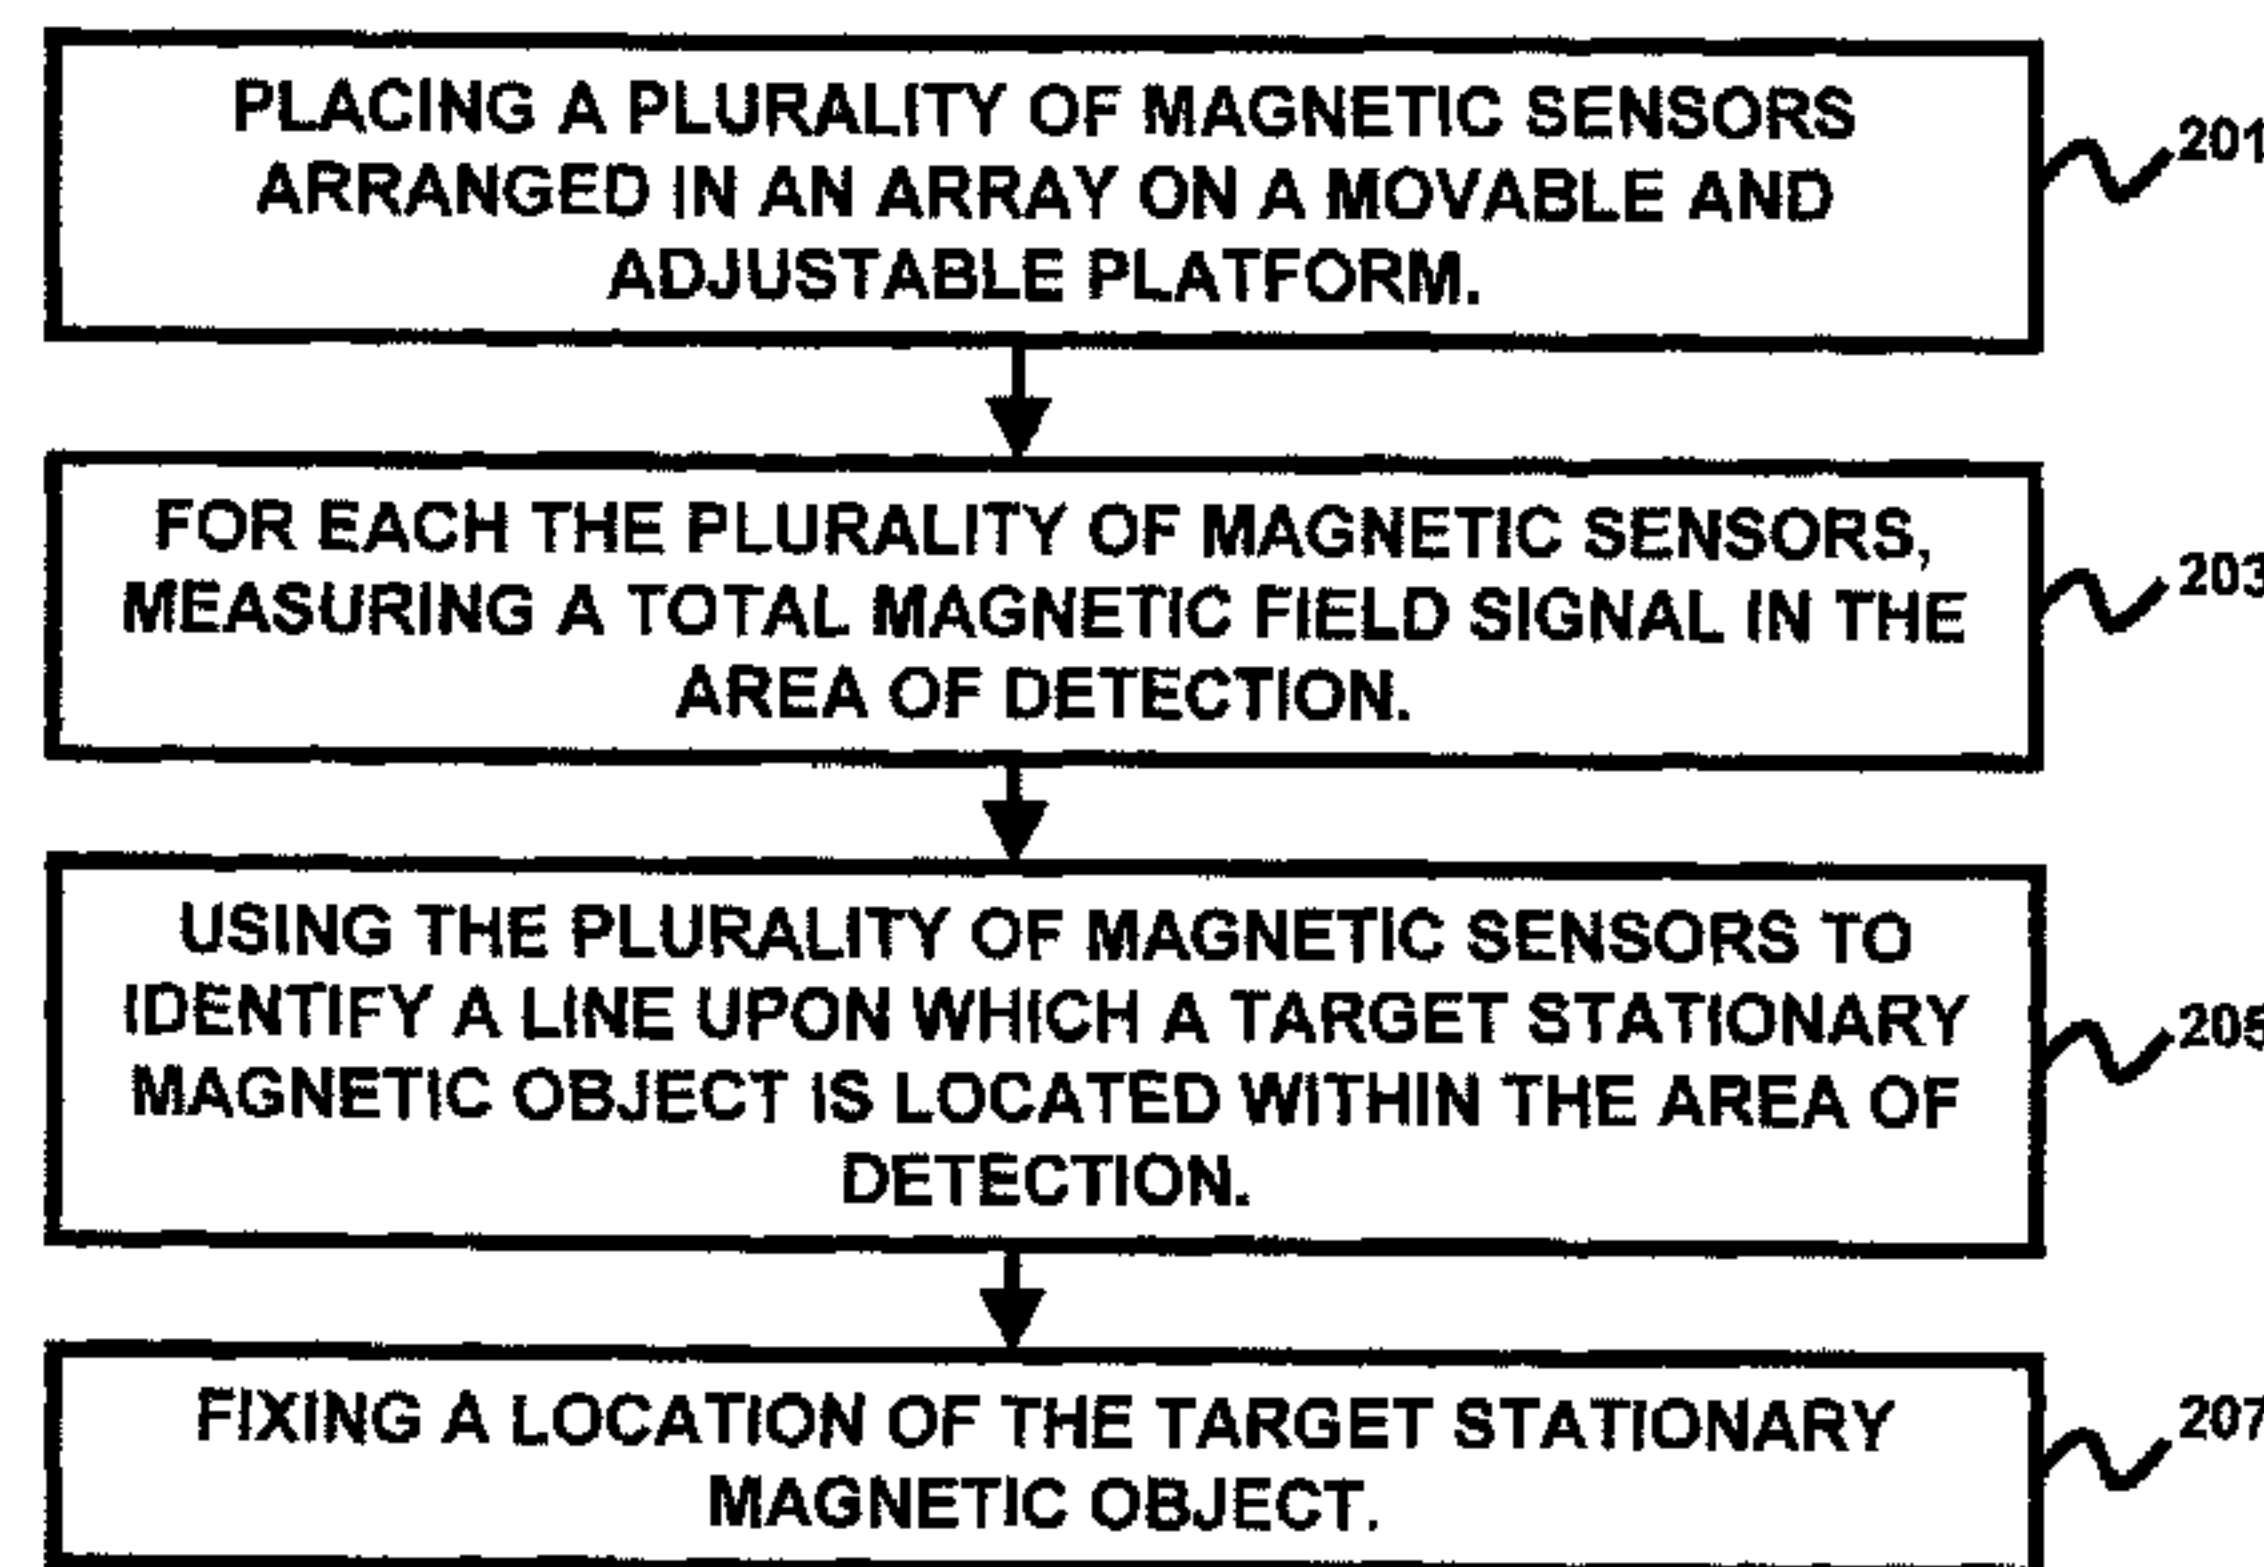 PLACING A PLURALITY OF MAGNETIC SENSORS
ARRANGED IN AN ARRAY ON A MOVABLE AND
ADJUSTABLE PLATFORM.
201
FOR EACH THE PLURALITY OF MAGNETIC SENSORS,
MEASURING A TOTAL MAGNETIC FIELD SIGNAL IN THE
AREA OF DETECTION.
203
USING THE PLURALITY OF MAGNETIC SENSORS TO
IDENTIFY A LINE UPON WHICH A TARGET STATIONARY
MAGNETIC OBJECT IS LOCATED WITHIN THE AREA OF
DETECTION.
205
FIXING A LOCATION OF THE TARGET STATIONARY
MAGNETIC OBJECT.
207